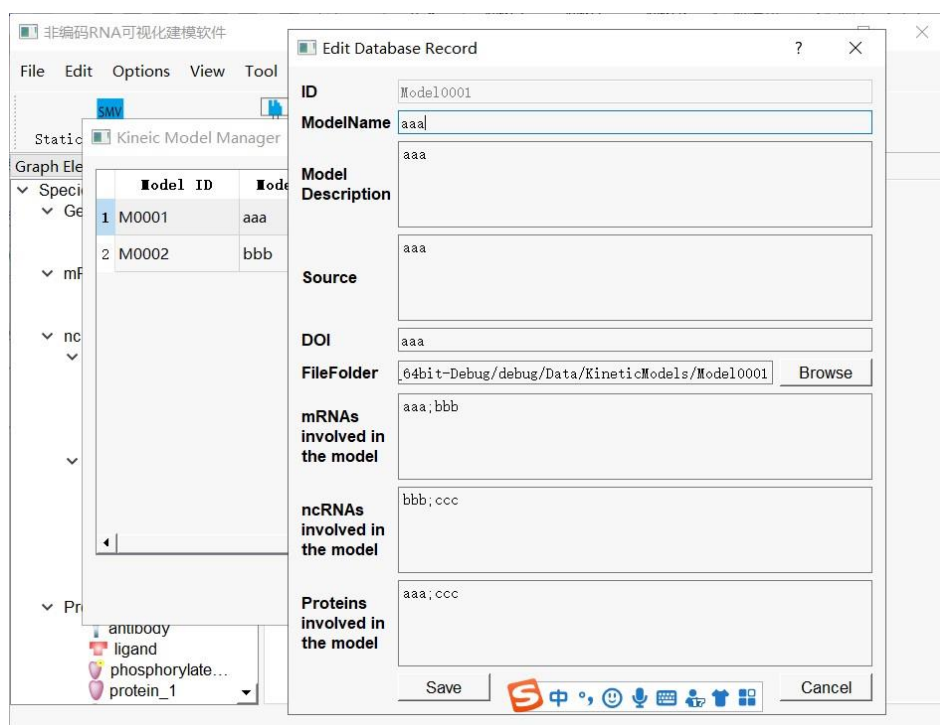 非编码RNA可视化建模软件
File Edit Options View Tool
SMV
Static
Graph Ele
Speci
Ge
mR
nc
Pr
antibody
ligand
phosphorylate...
protein_1
Kineic Model Manager
Model ID Mode
1 M0001 aaa
2 M0002 bbb
Edit Database Record ?
ID Model0001
ModelName aaa
Model Description aaa
Source aaa
DOI aaa
FileFolder _64bit-Debug/debug/Data/KineticModels/Model0001 Browse
mRNAs involved in the model aaa;bbb
ncRNAs involved in the model bbb;ccc
Proteins involved in the model aaa;ccc
Save S中 Cancel